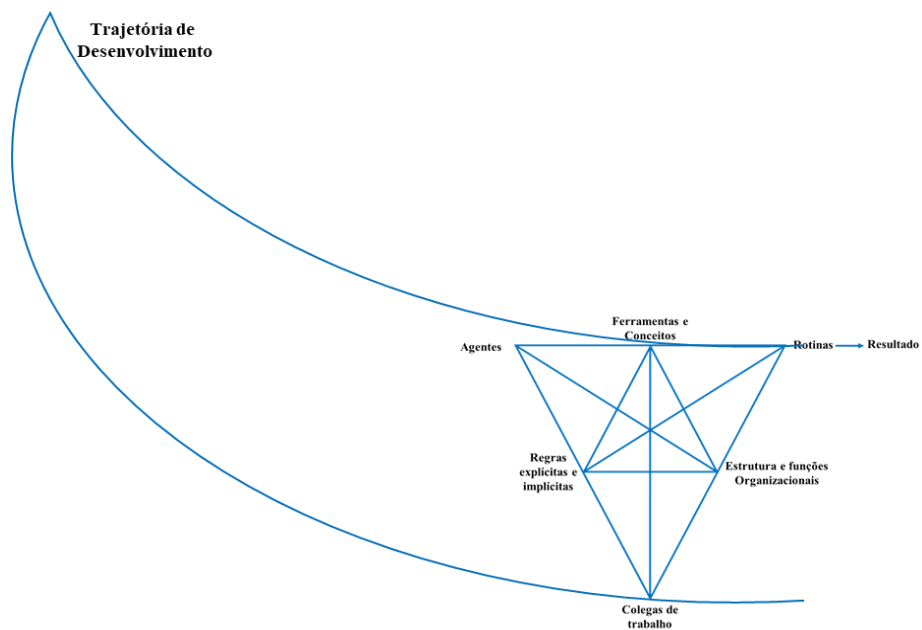 Trajetória de
Desenvolvimento
Ferramentas e
Conceitos
Agentes
Rotinas
Resultado
Regras
explícitas e
implícitas
Estrutura e funções
Organizacionais
Colegas de
trabalho